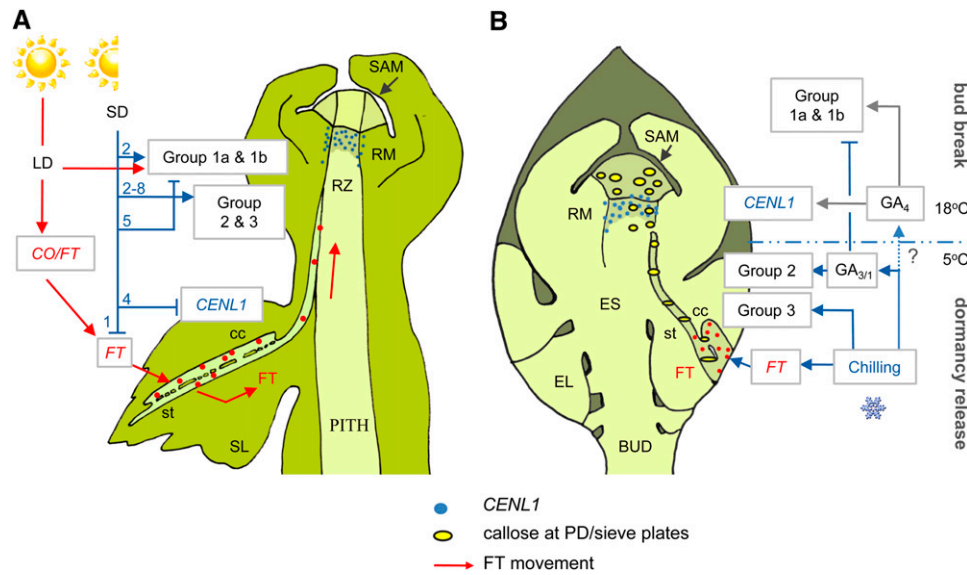 A
SD
LD
2
Group 1a & 1b
2-8
Group
2 & 3
5
CO/FT
4
CENL1
1
FT
cc
FT
st
SL
SAM
RM
RZ
PITH
B
Group
1a & 1b
SAM
RM
CENL1
GA4
18oC
5oC
?
Group 2
GA3/1
Group 3
ES
cc
st
FT
FT
Chilling
EL
BUD
bud break
dormancy release
CENL1
callose at PD/sieve plates
FT movement